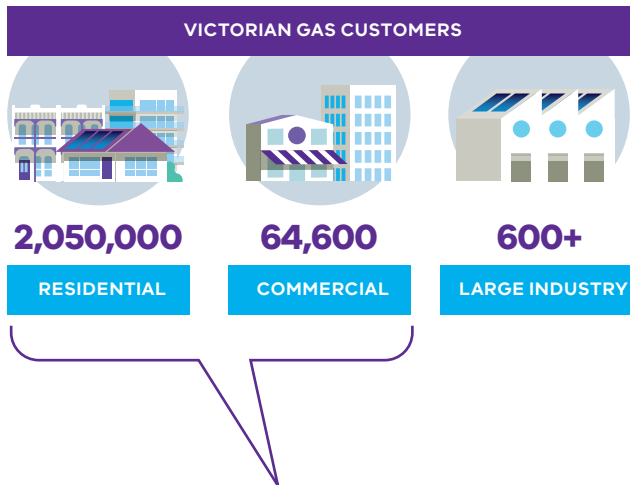 VICTORIAN GAS CUSTOMERS
2,050,000
64,600
600+
RESIDENTIAL
COMMERCIAL
LARGE INDUSTRY